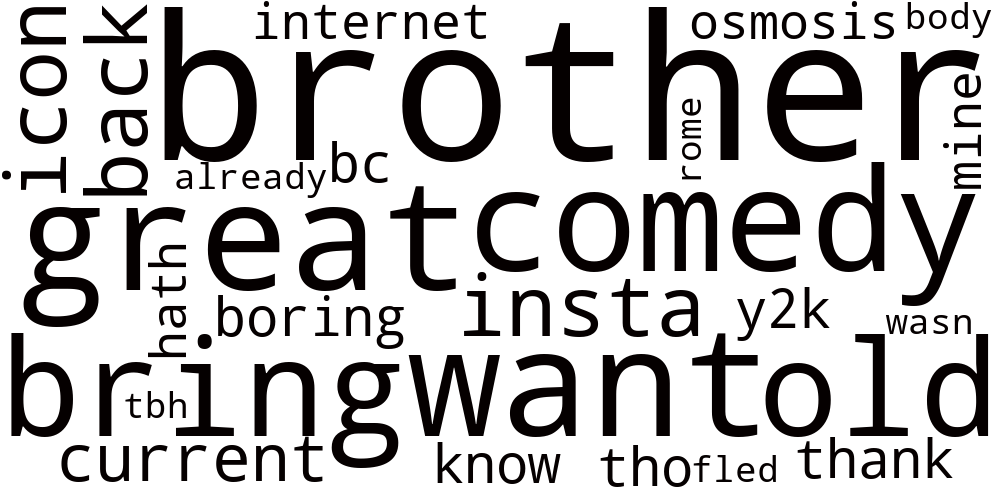 internet
osmosis
body
icon
back
brother
rome
mine
already
bc
great
comedy
hath
boring
insta
y2k
wasn
bring
want
old
tbh
current
know
tho
fled
thank